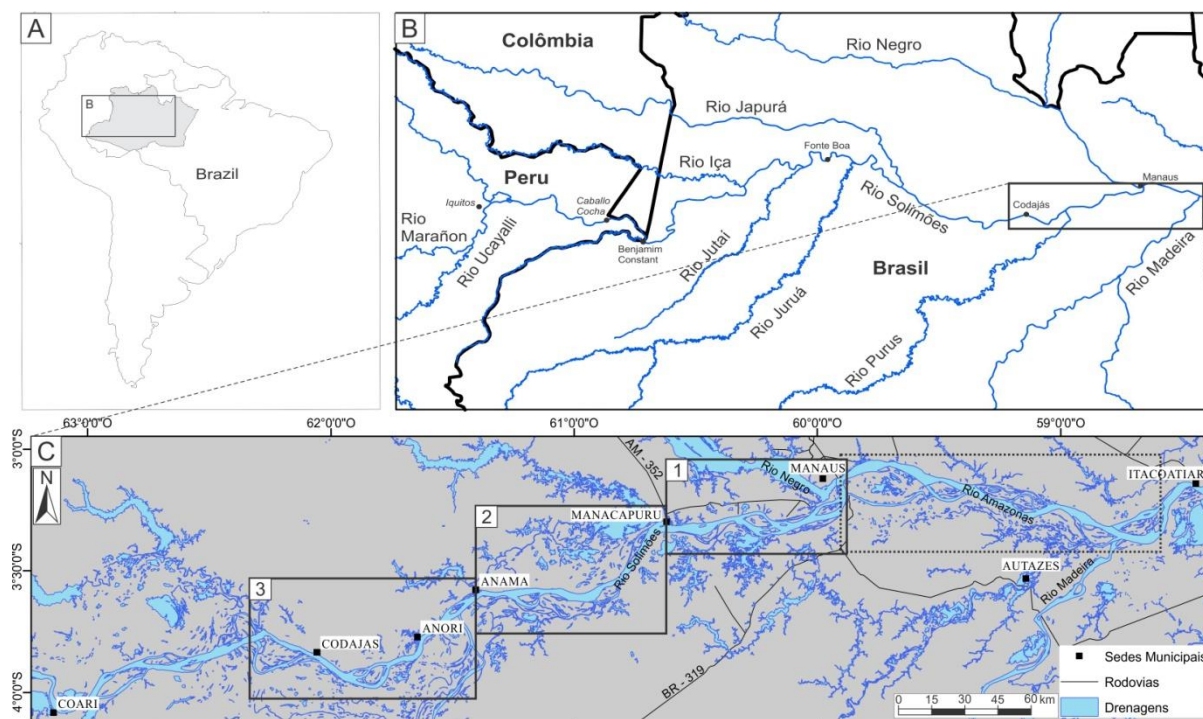 A
B
Brazil
B
Colômbia
Rio Negro
Rio Japurá
Fonte Boa
Rio Içá
Manaus
Peru
Iquitos
Caballo
Cocha
Rio Solimões
Codajás
Rio
Marañon
Rio Ucayalli
Benjamim
Constant
Rio Jutai
Brasil
Rio Madeira
Rio Juruá
Rio Purus
63°0'0"S
62°0'0"W
61°0'0"W
60°0'0"W
59°0'0"W
3°0'0"S
C
N
AM - 352
1
Rio Negro
MANAUS
ITACOATIAR
Rio Amazonas
2
MANACAPURU
Rio Solimões
3°30'0"S
3
ANAMA
AUTAZES
Rio Madeira
ANORI
CODAJAS
Sedes Municipais
BR - 319
Rodovias
4°0'0"S
COARI
0 15 30 45 60
km
Drenagens